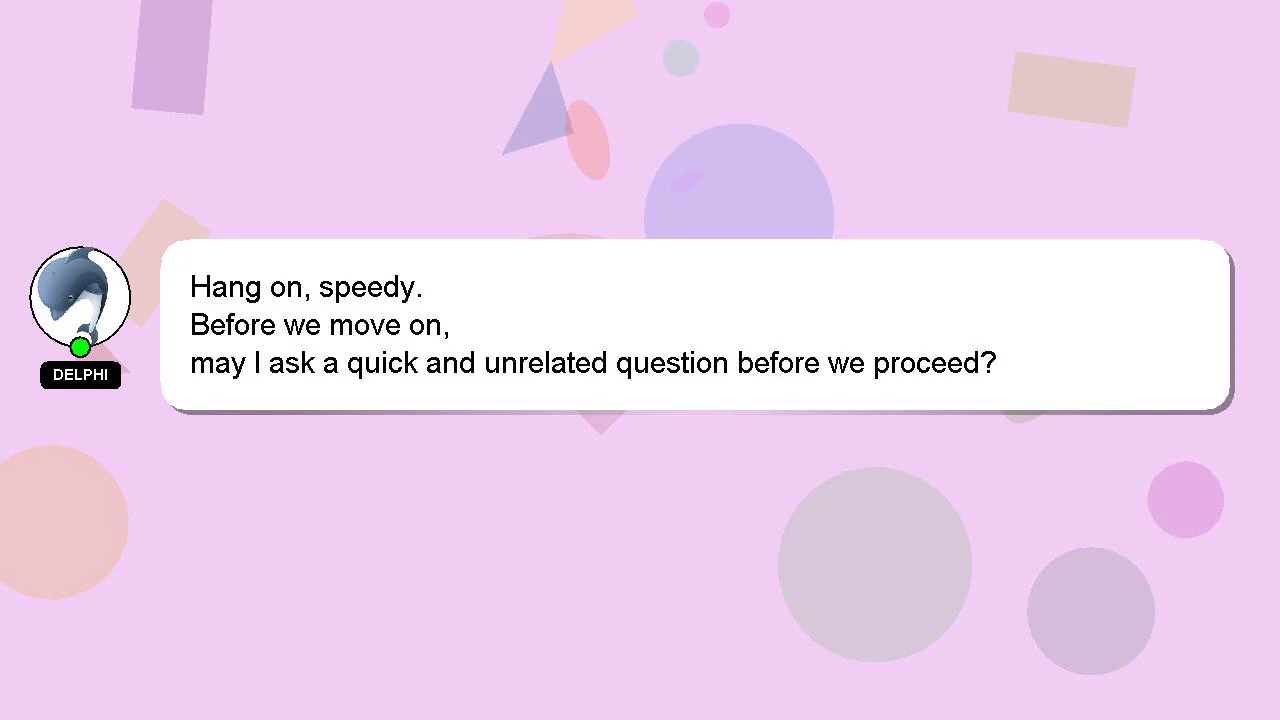 Hang on, speedy.
Before we move on,
may I ask a quick and unrelated question before we proceed?
DELPHI